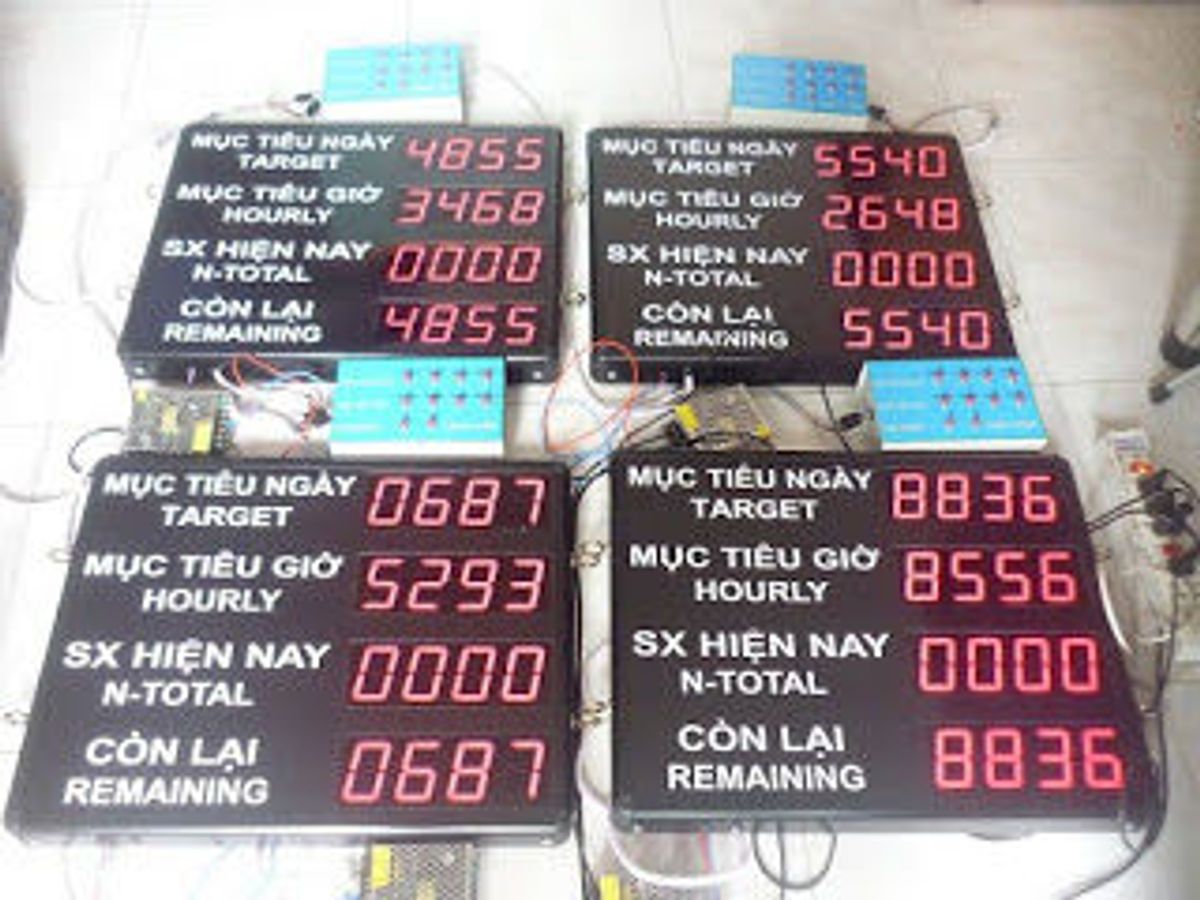 MỤC TIÊU NGÀY 4855
TARGET
MỤC TIÊU GIỜ 3468
HOURLY
SX HIỆN NAY 0000
N-TOTAL
CÒN LẠI 4855
REMAINING
MỤC TIÊU NGÀY 5540
TARGET
MỤC TIÊU GIỜ 2648
HOURLY
SX HIỆN NAY 0000
N-TOTAL
CÒN LẠI 5540
REMAINING
MỤC TIÊU NGÀY 0687
TARGET
MỤC TIÊU GIỜ 5293
HOURLY
SX HIỆN NAY 0000
N-TOTAL
CÒN LẠI 0687
REMAINING
MỤC TIÊU NGÀY 8836
TARGET
MỤC TIÊU GIỜ 8556
HOURLY
SX HIỆN NAY 0000
N-TOTAL
CÒN LẠI 8836
REMAINING